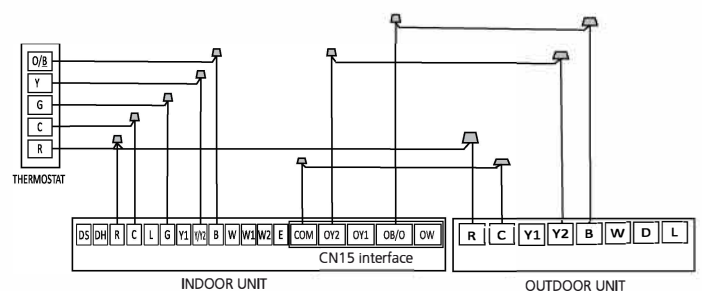 O/B
Y
G
C
R
THERMOSTAT
DS DH R C L G Y1 Y/Y2 B W W1 W2 E COM OY2 OY1 OB/O OW
CN15 interface
INDOOR UNIT
R C Y1 Y2 B W D L
OUTDOOR UNIT